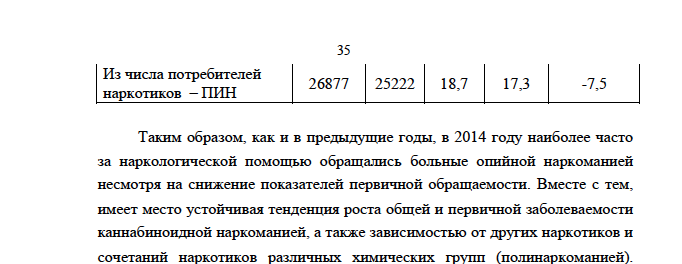 35
Из числа потребителей
наркотиков – ПИН 26877 25222 18,7 17,3 -7,5
Таким образом, как и в предыдущие годы, в 2014 году наиболее часто
за наркологической помощью обращались больные опийной наркоманией
несмотря на снижение показателей первичной обращаемости. Вместе с тем,
имеет место устойчивая тенденция роста общей и первичной заболеваемости
каннабиноидной наркоманией, а также зависимостью от других наркотиков и
сочетаний наркотиков различных химических групп (полинаркоманией).